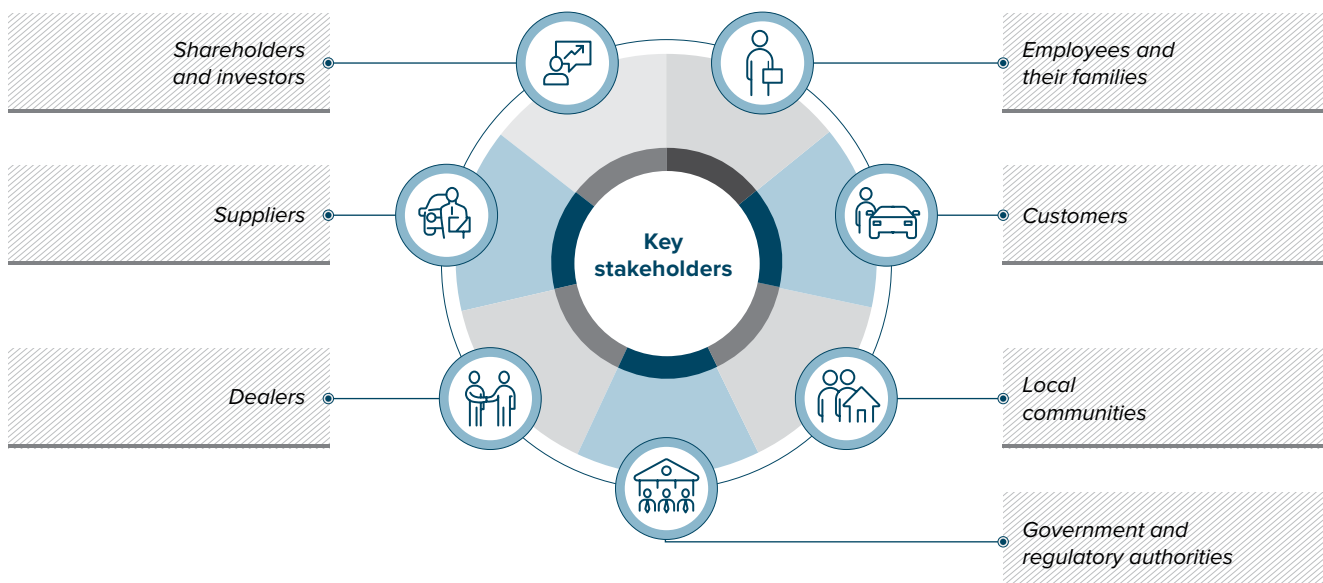 Shareholders
and investors
Employees and
their families
Suppliers
Key
stakeholders
Customers
Dealers
Local
communities
Government and
regulatory authorities